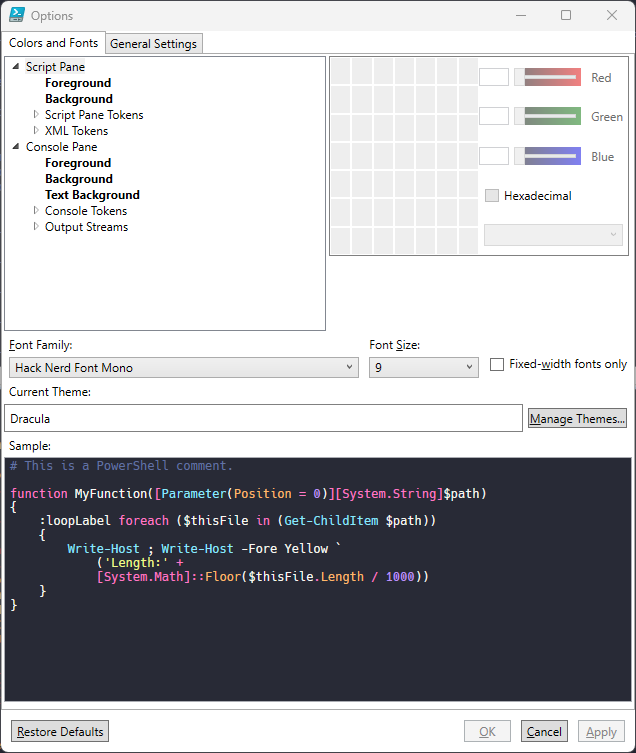 Options
Colors and Fonts
General Settings
Script Pane
Foreground
Background
Script Pane Tokens
XML Tokens
Console Pane
Foreground
Background
Text Background
Console Tokens
Output Streams
Red
Green
Blue
Hexadecimal
Font Family:
Font Size:
Hack Nerd Font Mono
9
Fixed-width fonts only
Current Theme:
Dracula
Manage Themes...
Sample:
# This is a PowerShell comment.
function MyFunction([Parameter(Position = 0)][System.String]$path)
{
    :loopLabel foreach ($thisFile in (Get-ChildItem $path))
    {
        Write-Host ; Write-Host -Fore Yellow `
            ('Length:' +
            [System.Math]::Floor($thisFile.Length / 1000))
    }
}
Restore Defaults
OK
Cancel
Apply